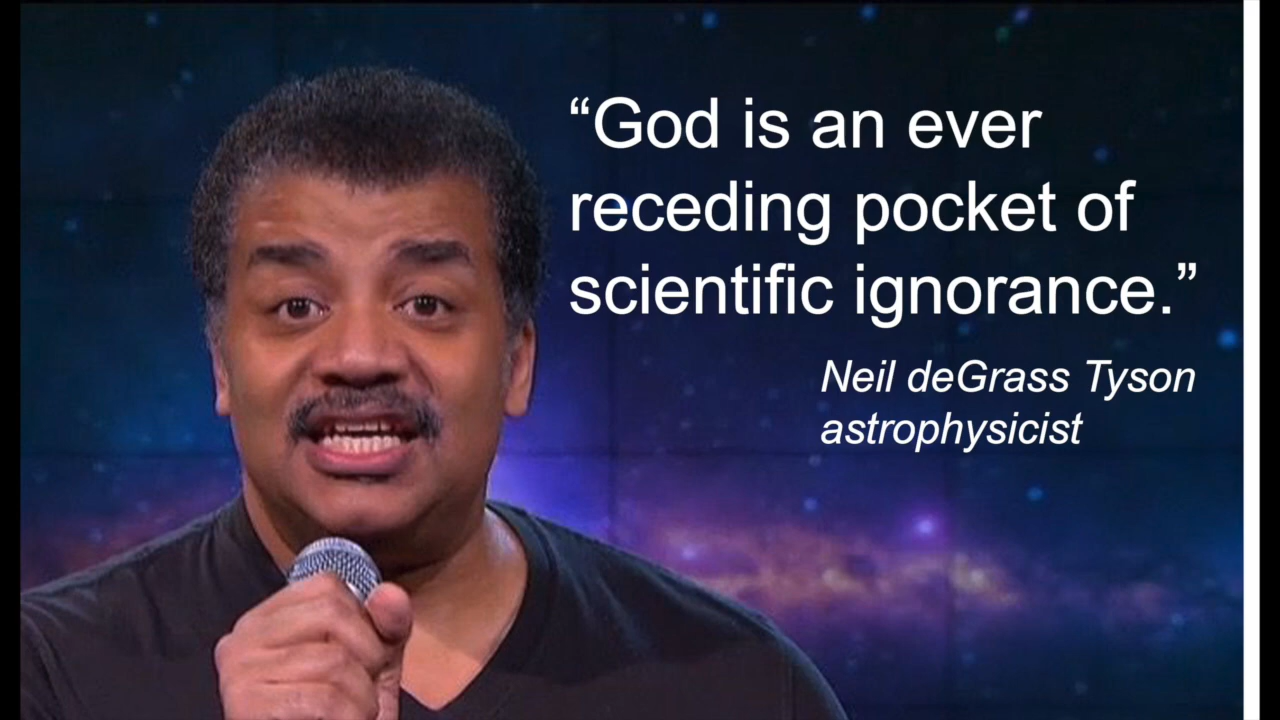 “God is an ever
receding pocket of
scientific ignorance.”
Neil deGrass Tyson
astrophysicist